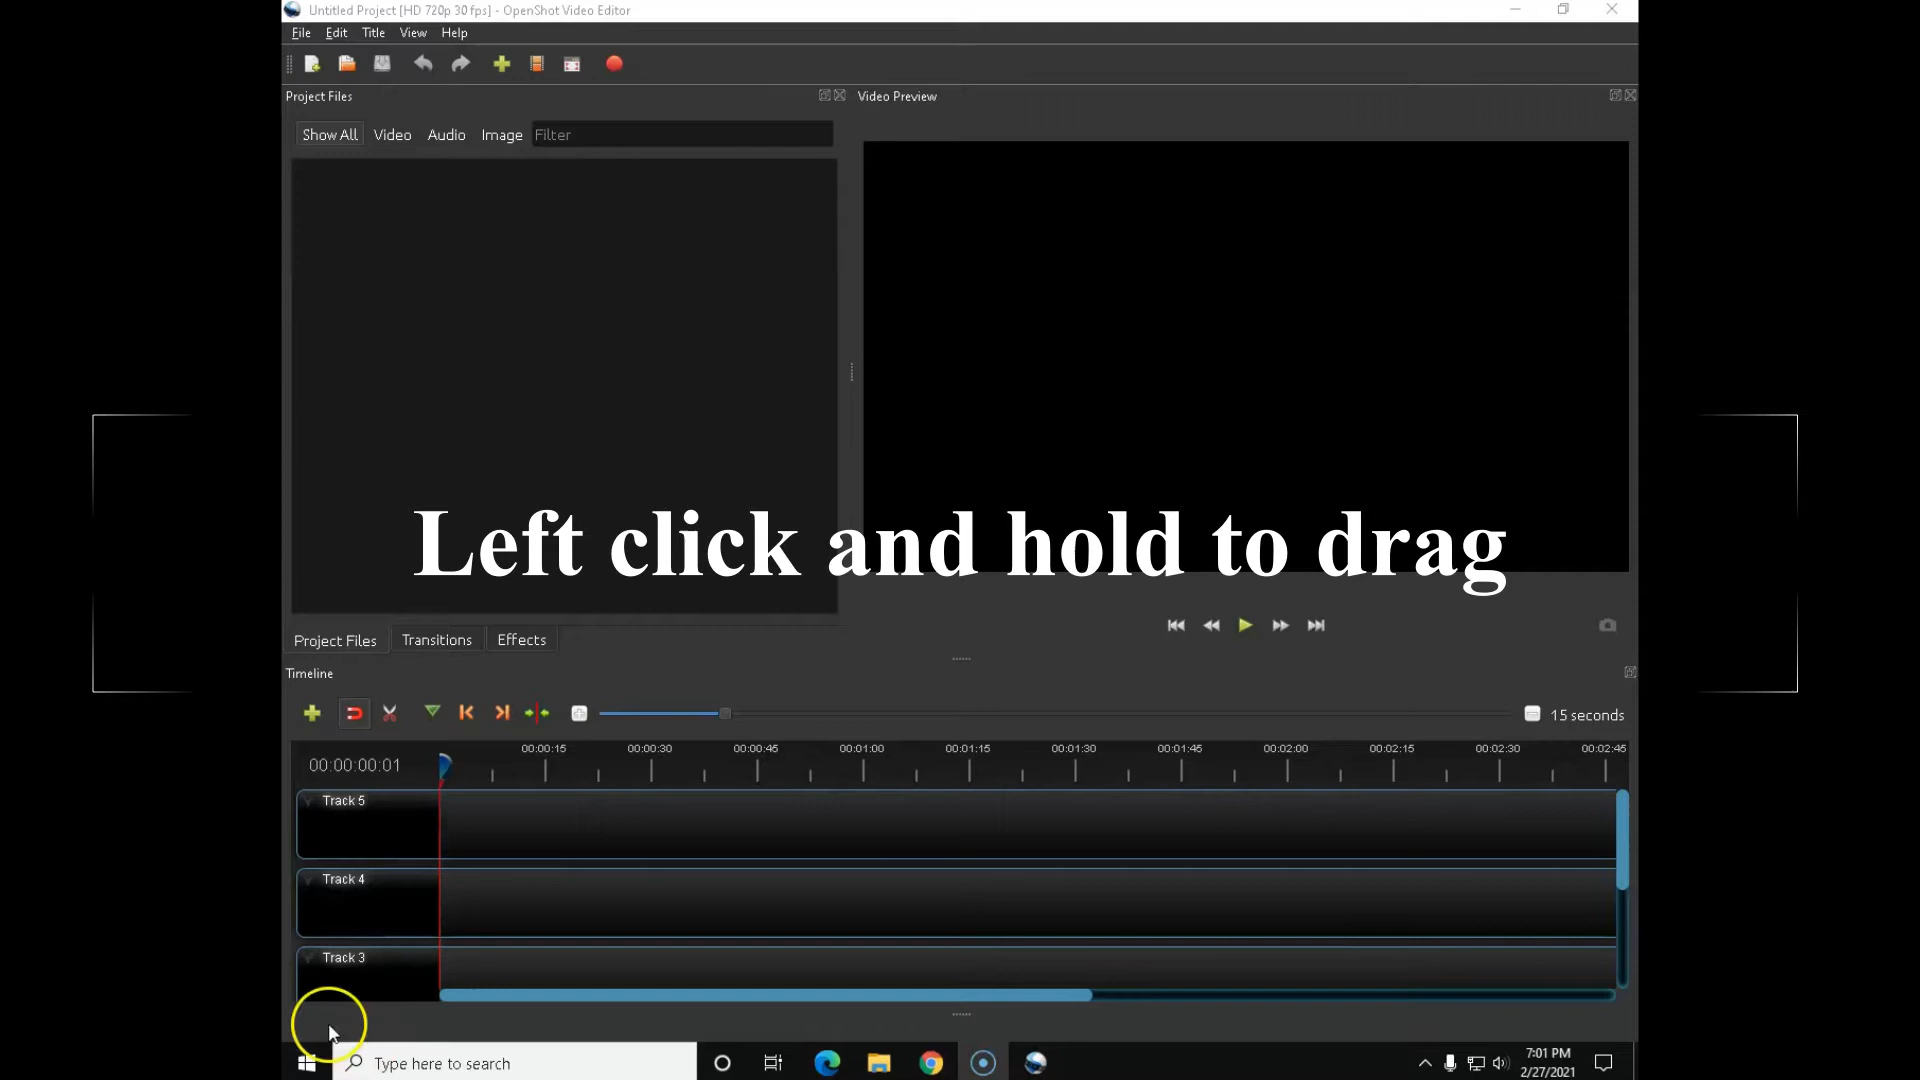 Untitled Project [HD 720p 30 fps] - OpenShot Video Editor
File Edit Title View Help
Project Files
Video Preview
Show All Video Audio Image Filter
Left click and hold to drag
Project Files Transitions Effects
Timeline
15 seconds
00:00:15 00:00:30 00:00:45 00:01:00 00:01:15 00:01:30 00:01:45 00:02:00 00:02:15 00:02:30 00:02:45
00:00:00:01
Track 5
Track 4
Track 3
Type here to search
7:01 PM
2/27/2021